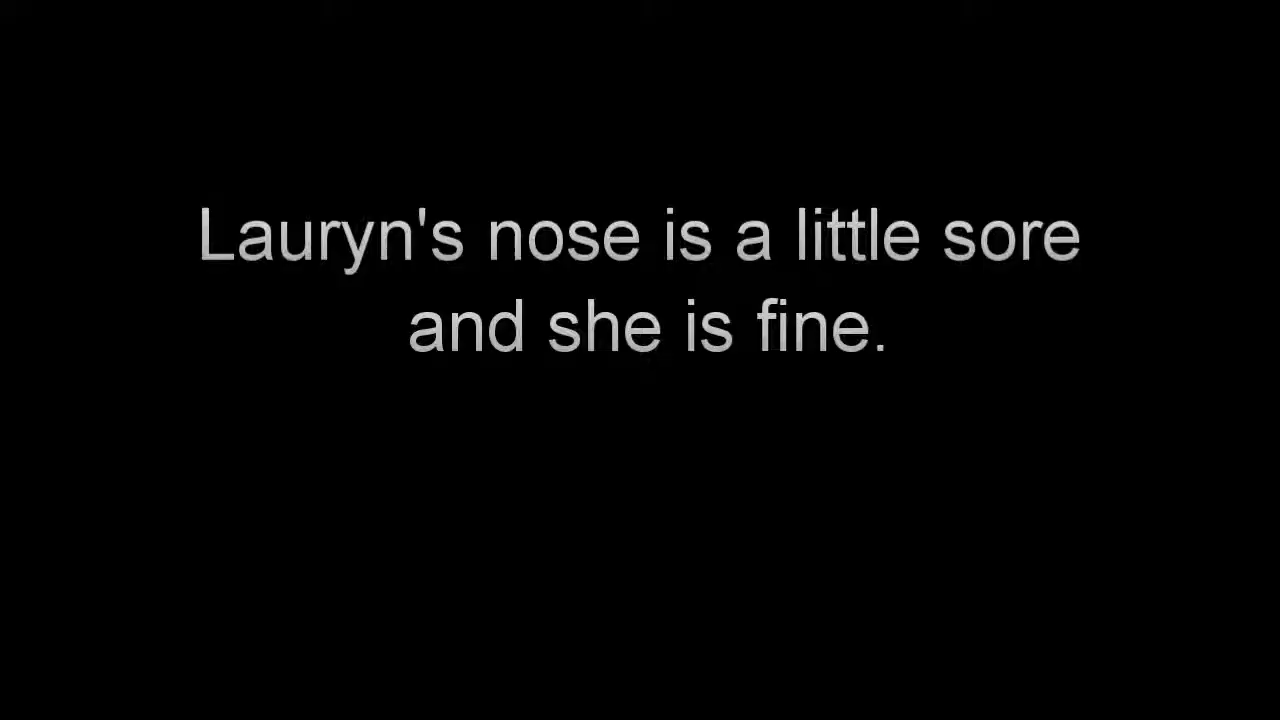 Lauryn's nose is a little sore
and she is fine.